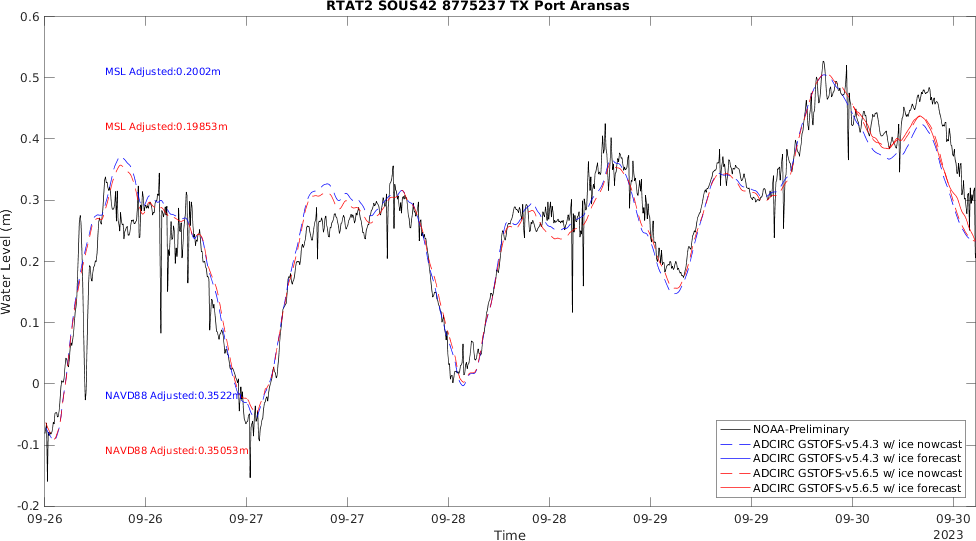 RTAT2 SOUS42 8775237 TX Port Aransas
0.6
0.5
0.4
0.3
0.2
0.1
0
-0.1
-0.2
Water Level (m)
MSL Adjusted:0.2002m
MSL Adjusted:0.19853m
NAVD88 Adjusted:0.3522m
NAVD88 Adjusted:0.35053m
NOAA-Preliminary
ADCIRC GSTOFS-v5.4.3 w/ ice nowcast
ADCIRC GSTOFS-v5.4.3 w/ ice forecast
ADCIRC GSTOFS-v5.6.5 w/ ice nowcast
ADCIRC GSTOFS-v5.6.5 w/ ice forecast
09-26 09-26 09-27 09-27 09-28 09-28 09-29 09-29 09-30 09-30
2023
Time